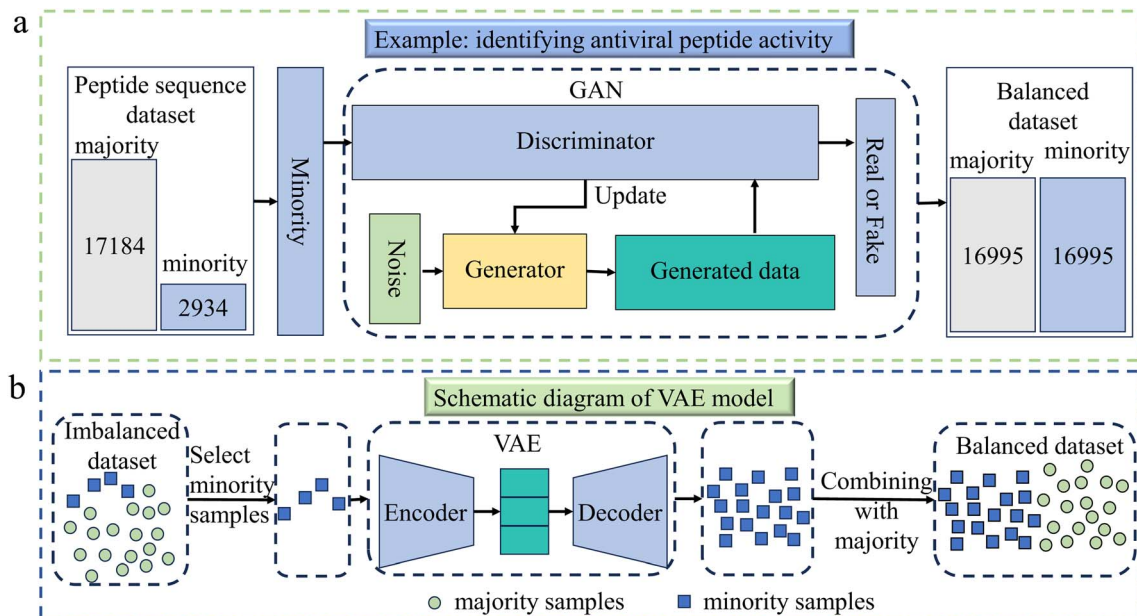 a
Example: identifying antiviral peptide activity
Peptide sequence
dataset
majority
17184
minority
2934
Minority
GAN
Discriminator
Update
Noise
Generator
Generated data
Real or Fake
Balanced
dataset
majority
minority
16995
16995
b
Schematic diagram of VAE model
Imbalanced
dataset
Select
minority
samples
VAE
Encoder
Decoder
Combining
with
majority
Balanced dataset
majority samples
minority samples